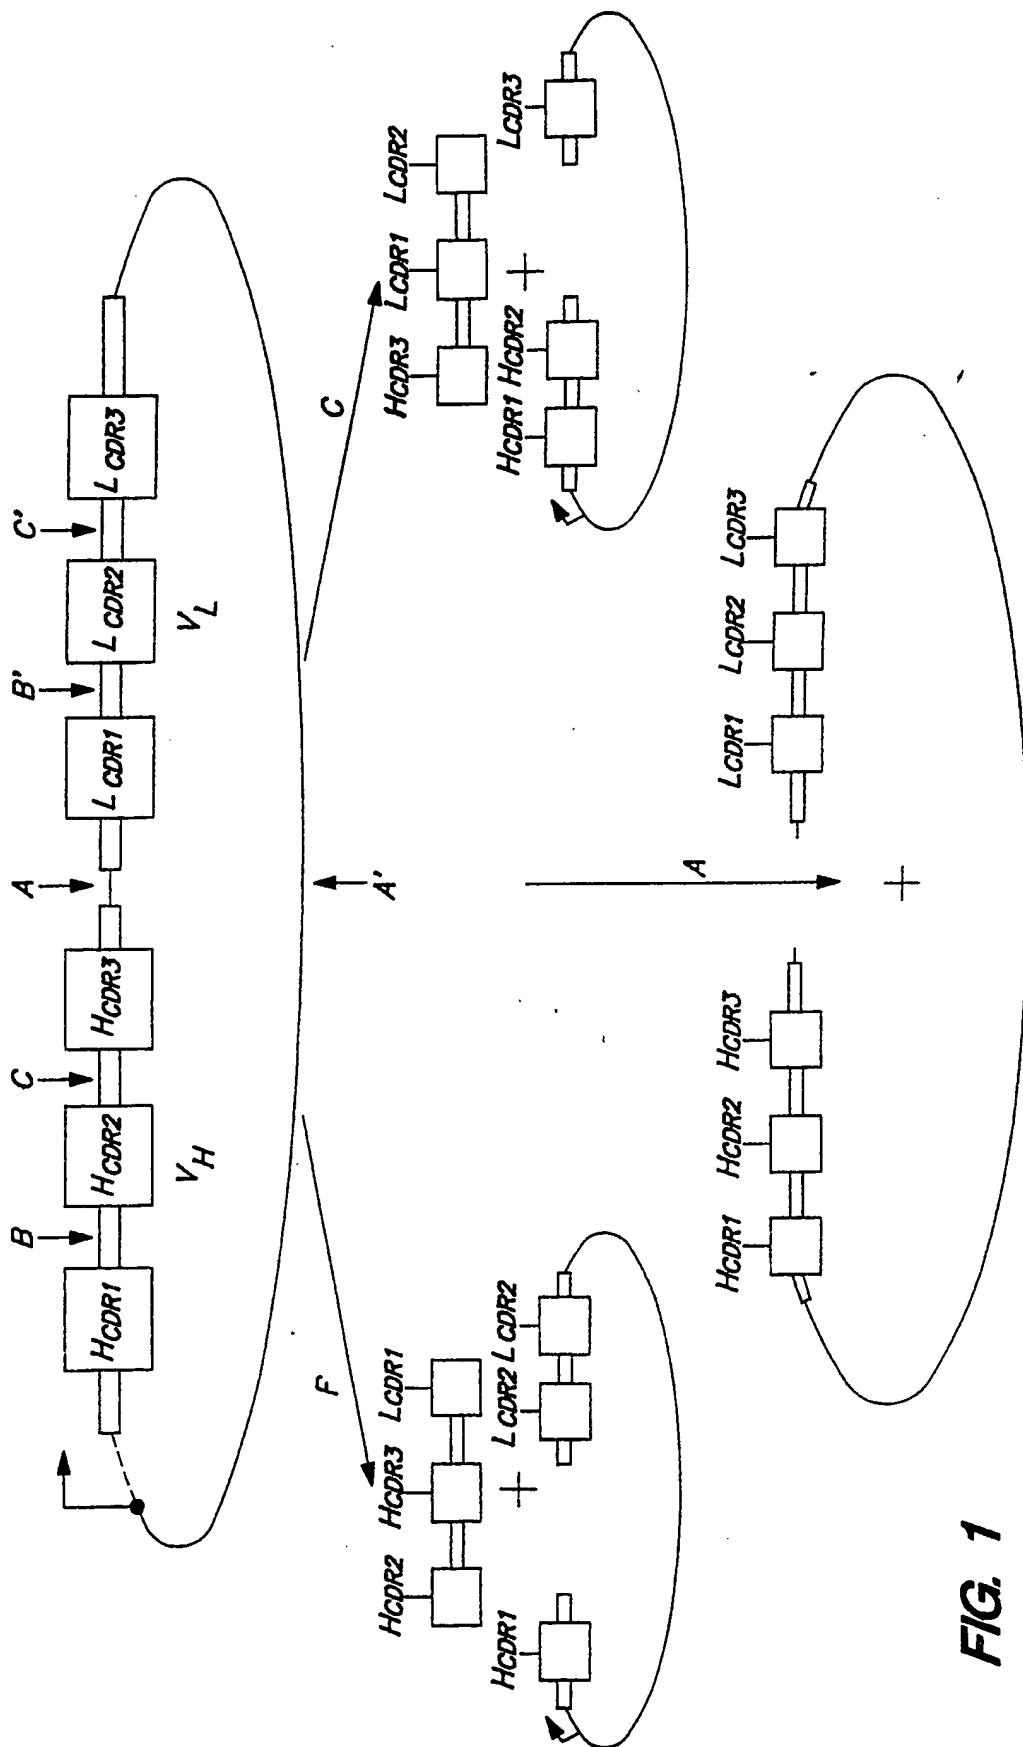 B C A B' C'
HCDR1 HCDR2 HCDR3 LCDR1 LCDR2 LCDR3
VH VL
A'
F C
HCDR2 HCDR3 LCDR1
HCDR3 LCDR1 LCDR2
+ +
HCDR1 LCDR2 LCDR2
HCDR1 HCDR2 LCDR3
A
HCDR1 HCDR2 HCDR3 LCDR1 LCDR2 LCDR3
+
FIG. 1